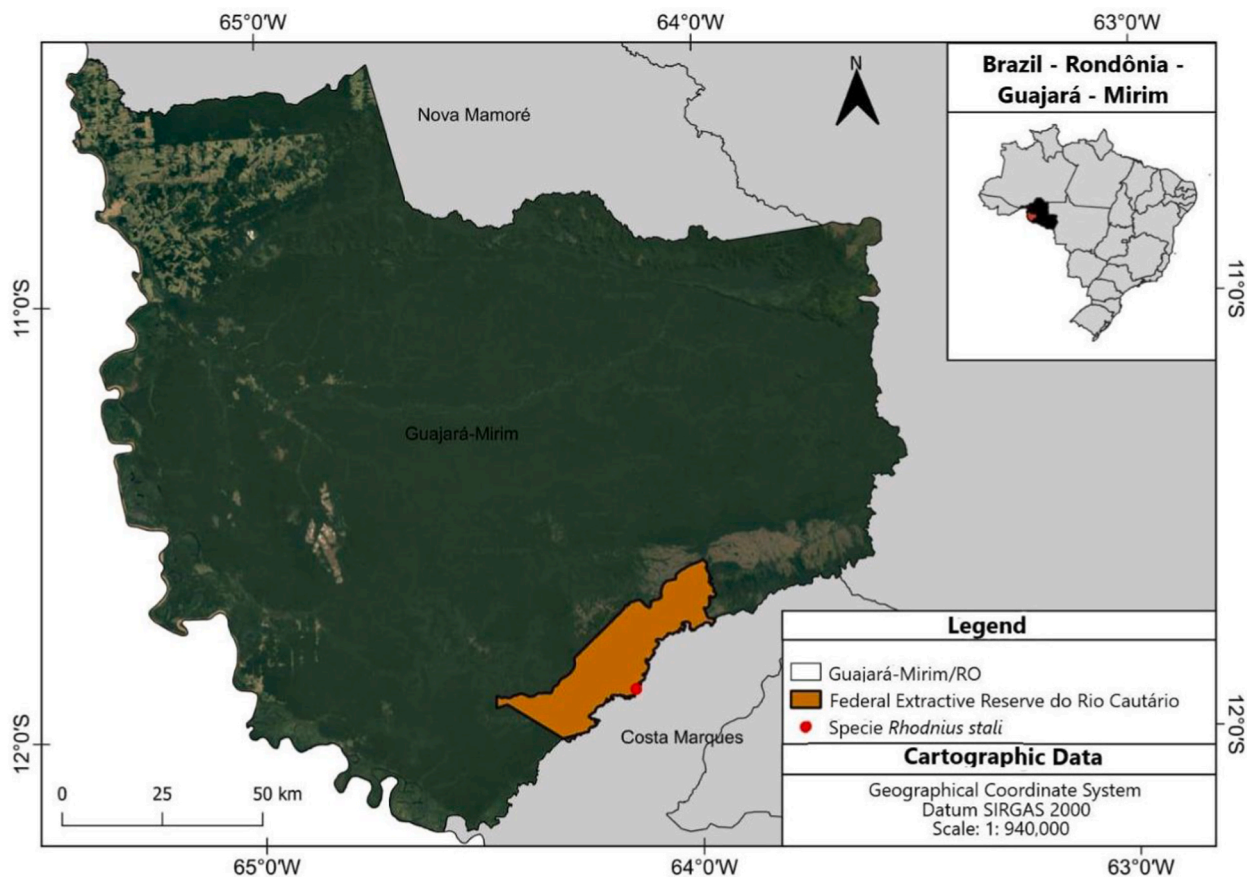 65°0'W
64°0'W
63°0'W
Brazil - Rondônia -
Guajará - Mirim
N
Nova Mamoré
11°0'S
11°0'S
Guajará-Mirim
Legend
Guajará-Mirim/RO
Federal Extractive Reserve do Rio Cautário
Specie Rhodnius stali
Costa Marques
12°0'S
12°0'S
Cartographic Data
Geographical Coordinate System
Datum SIRGAS 2000
Scale: 1: 940,000
0
25
50 km
65°0'W
64°0'W
63°0'W